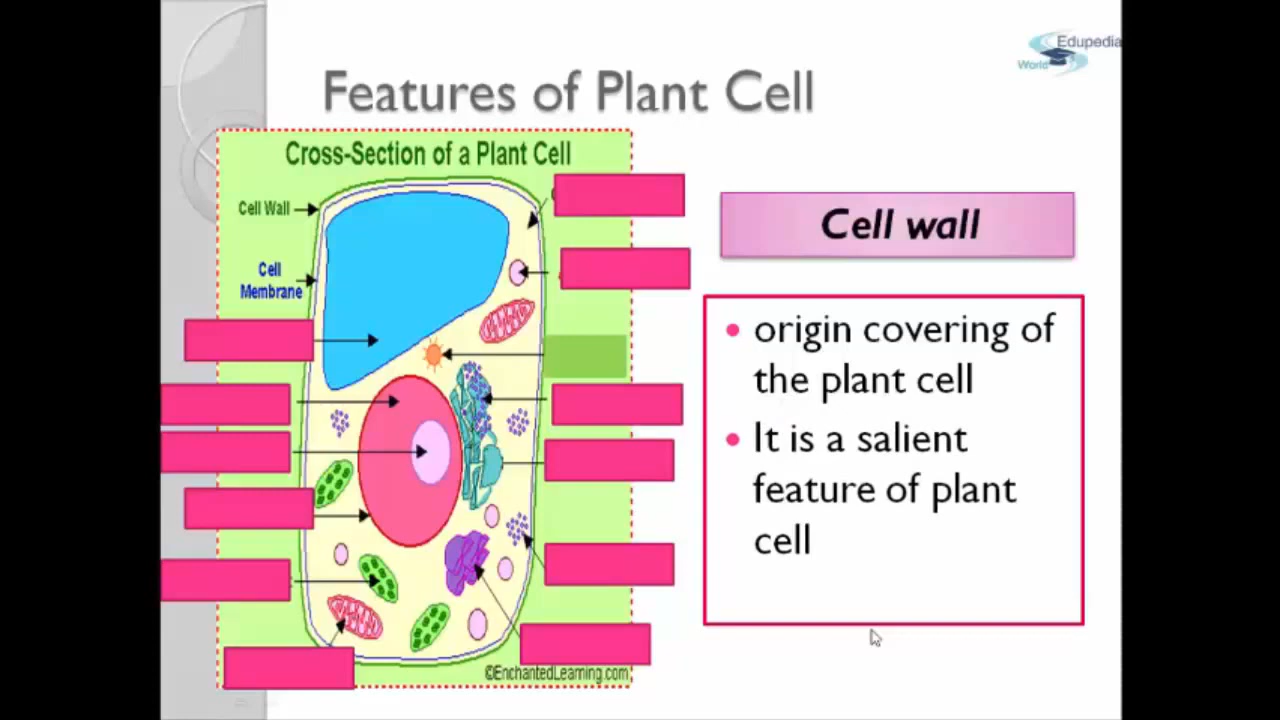 Edupedia
World
Features of Plant Cell
Cross-Section of a Plant Cell
Cell Wall
Cell
Membrane
©EnchantedLearning.com
Cell wall
origin covering of
the plant cell
It is a salient
feature of plant
cell